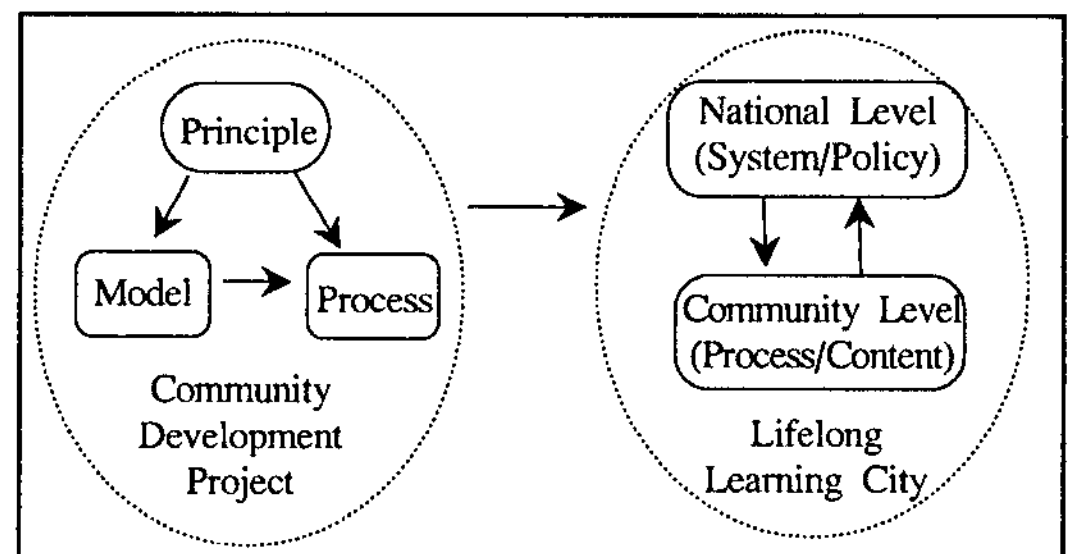 Principle
Model
Process
Community
Development
Project
National Level
(System/Policy)
Community Level
(Process/Content)
Lifelong
Learning City